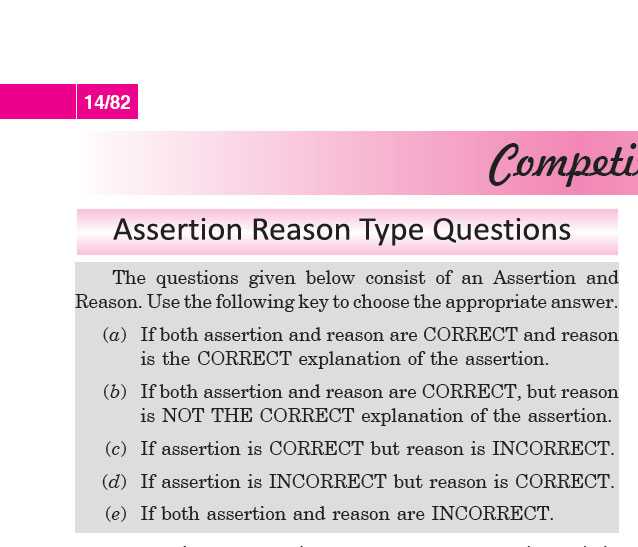 14/82
Competi
Assertion Reason Type Questions
The questions given below consist of an Assertion and
Reason. Use the following key to choose the appropriate answer.
(a) If both assertion and reason are CORRECT and reason
is the CORRECT explanation of the assertion.
(b) If both assertion and reason are CORRECT, but reason
is NOT THE CORRECT explanation of the assertion.
(c) If assertion is CORRECT but reason is INCORRECT.
(d) If assertion is INCORRECT but reason is CORRECT.
(e) If both assertion and reason are INCORRECT.